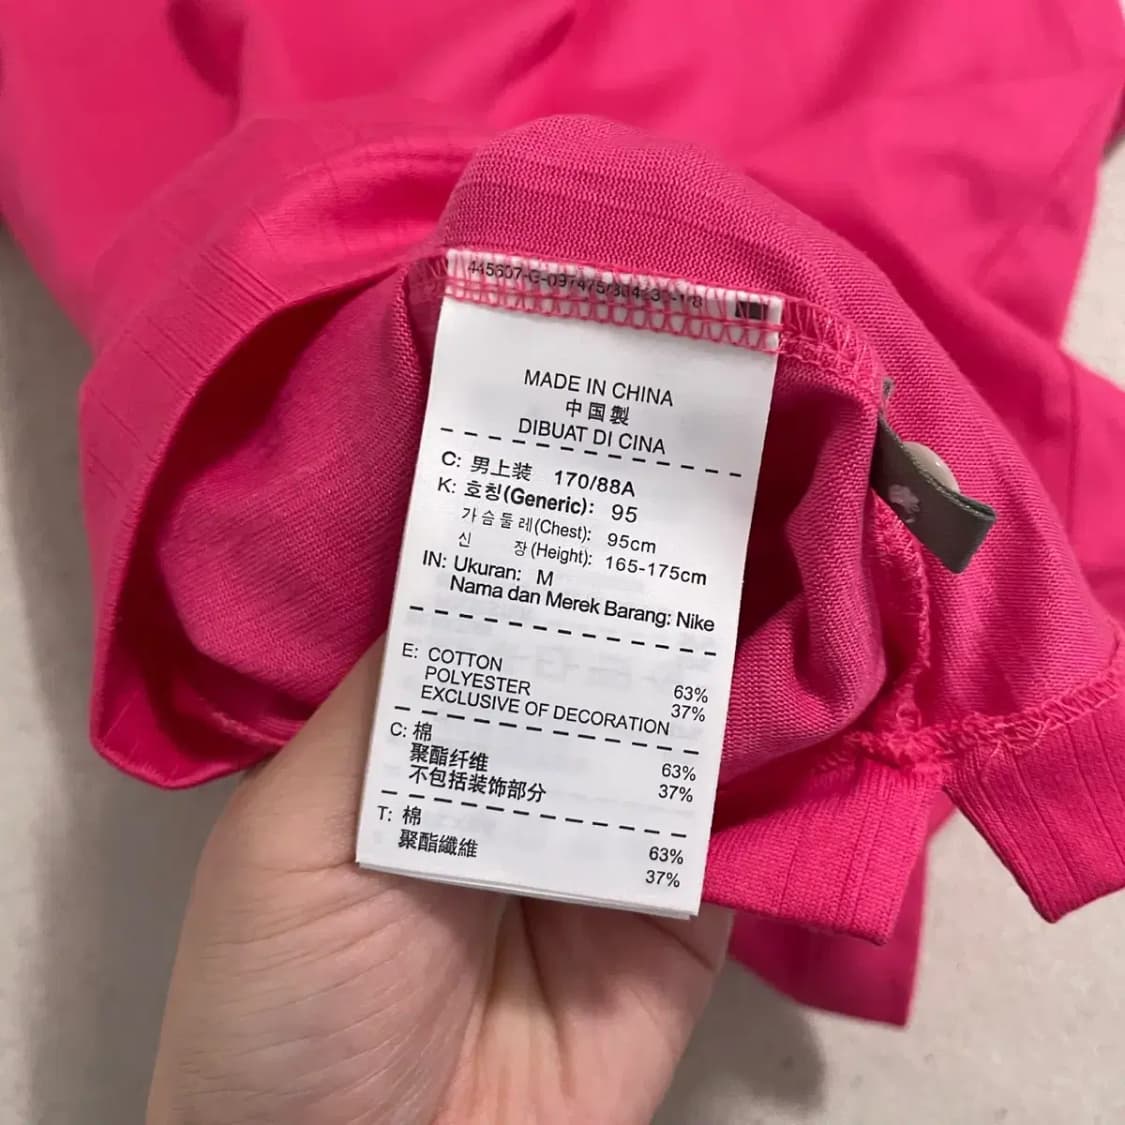 MADE IN CHINA
中国製
DIBUAT DI CINA
C: 男上装 170/88A
K: 호칭(Generic): 95
가슴둘레(Chest): 95cm
신 장(Height): 165-175cm
IN: Ukuran: M
Nama dan Merek Barang: Nike
E: COTTON 63%
POLYESTER 37%
EXCLUSIVE OF DECORATION
C: 棉 63%
聚酯纤维 37%
不包括装饰部分
T: 棉 63%
聚酯纖維 37%